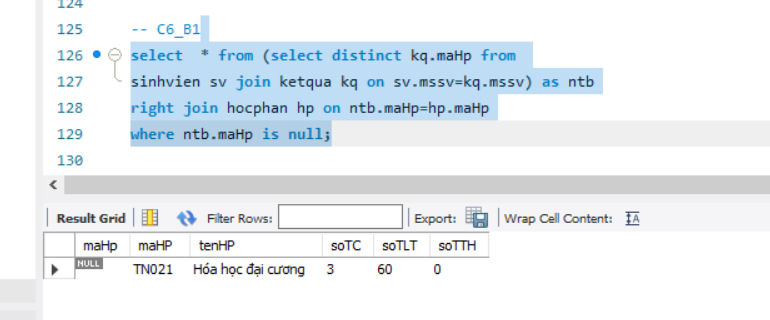 124
125 -- C6_B1
126 select * from (select distinct kq.maHp from
127 sinhvien sv join ketqua kq on sv.mssv=kq.mssv) as ntb
128 right join hocphan hp on ntb.maHp=hp.maHp
129 where ntb.maHp is null;
130
Result Grid Filter Rows: Export: Wrap Cell Content:
maHp maHP tenHP soTC soTLT soTTH
NULL TN021 Hóa học đại cương 3 60 0